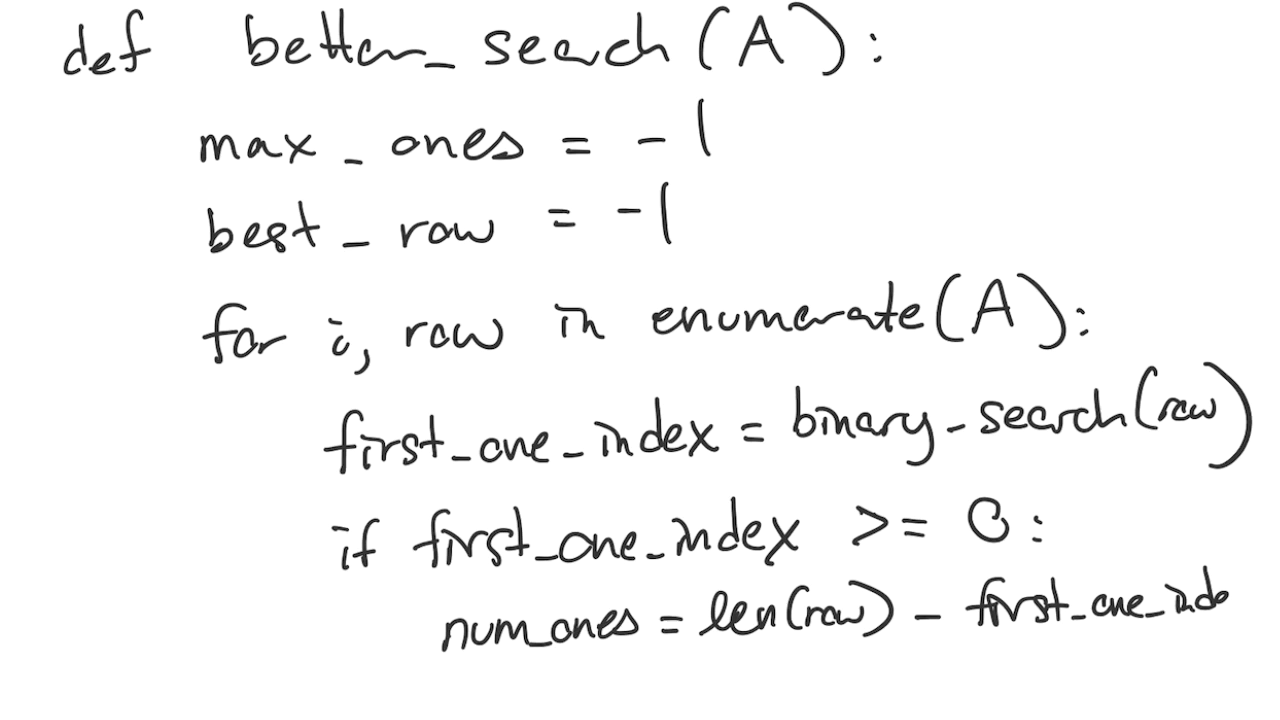 def better_search(A):
max_ones = -1
best_row = -1
for i, row in enumerate(A):
first_one_index = binary_search(row)
if first_one_index >= 0:
num_ones = len(row) - first_one_inde